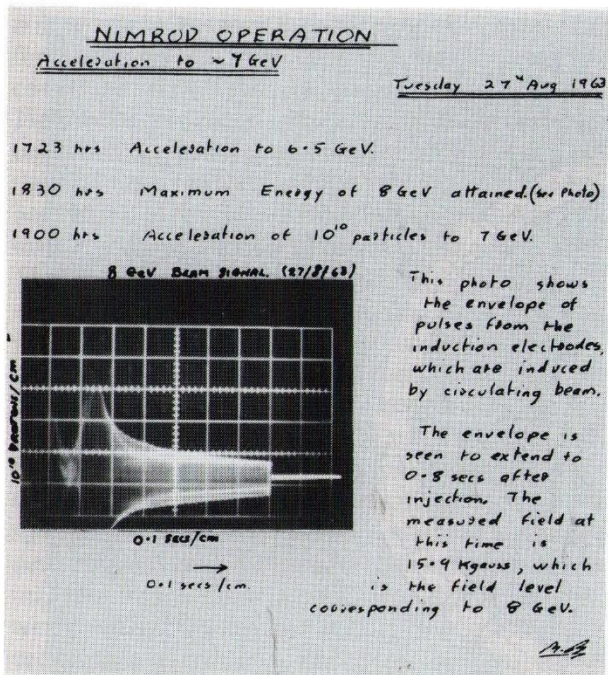 NIMROD OPERATION
Acceleration to ~ 7 GeV
Tuesday 27th Aug 1963
1723 hrs Acceleration to 6·5 GeV.
1830 hrs Maximum Energy of 8 GeV attained. (see Photo)
1900 hrs Acceleration of 10¹⁰ particles to 7 GeV.
8 GeV BEAM SIGNAL. (27/8/63)
10¹⁰ PROTONS/CM
0·1 secs/cm
0·1 secs/cm.
This photo shows
the envelope of
pulses from the
induction electrodes,
which are induced
by circulating beam.
The envelope is
seen to extend to
0·8 secs after
injection. The
measured field at
this time is
15·9 Kgauss, which
is the field level
corresponding to 8 GeV.